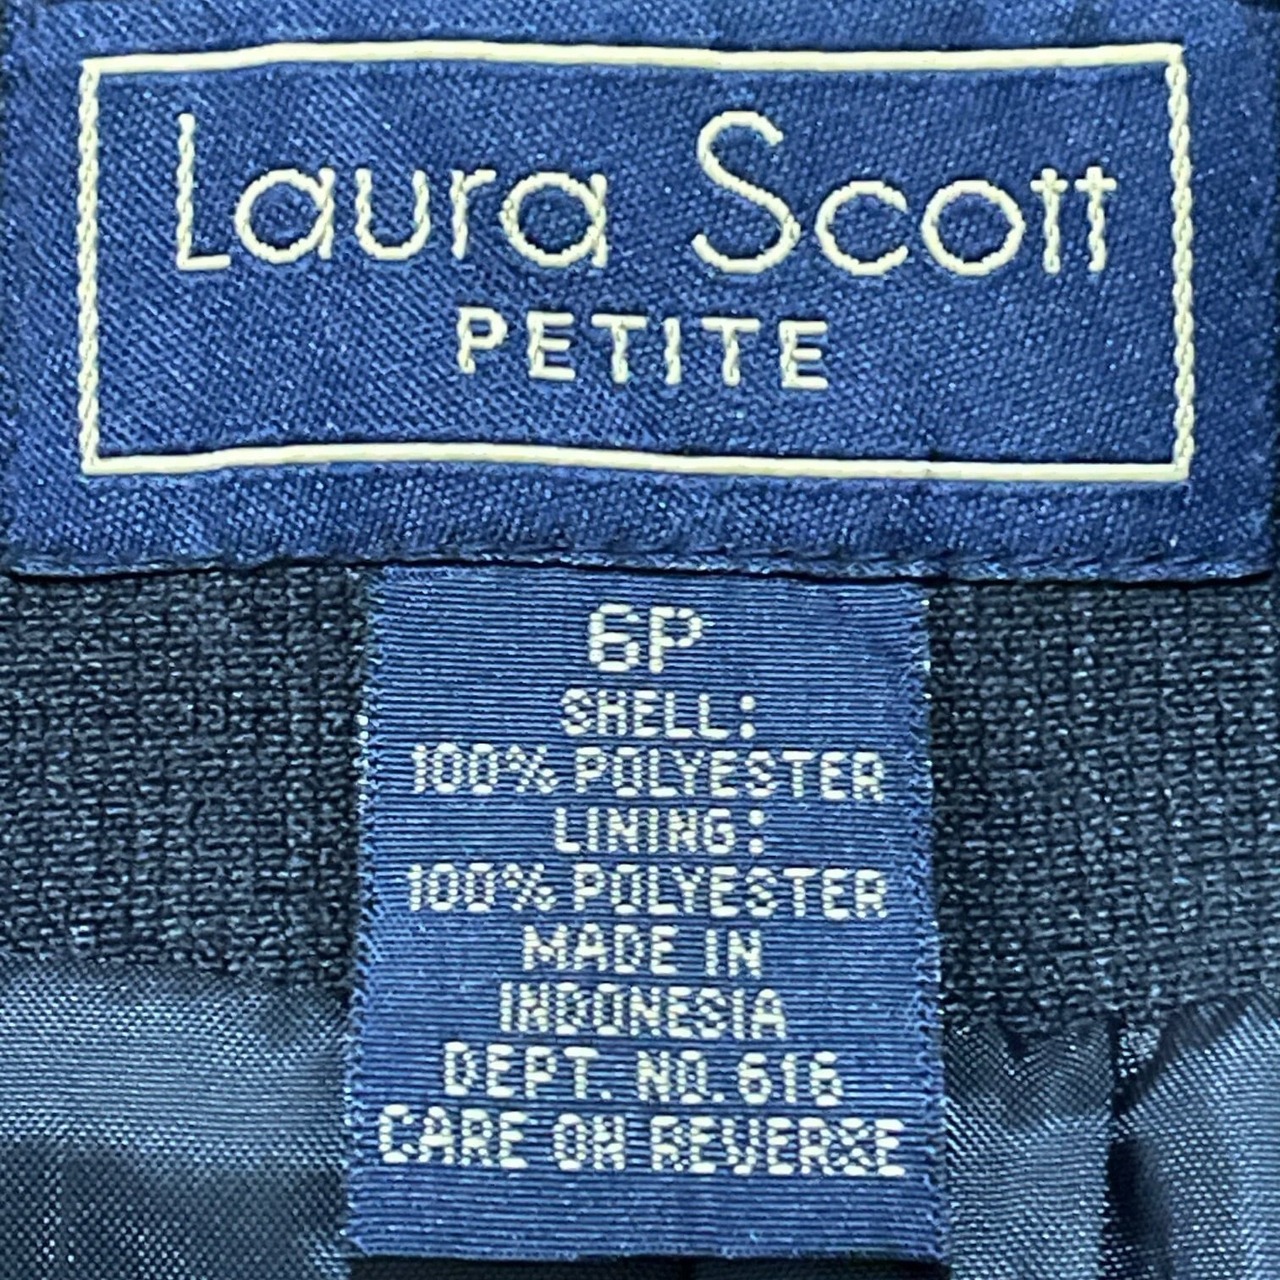 Laura Scott
PETITE
6P
SHELL:
100% POLYESTER
LINING:
100% POLYESTER
MADE IN
INDONESIA
DEPT. NO. 616
CARE ON REVERSE